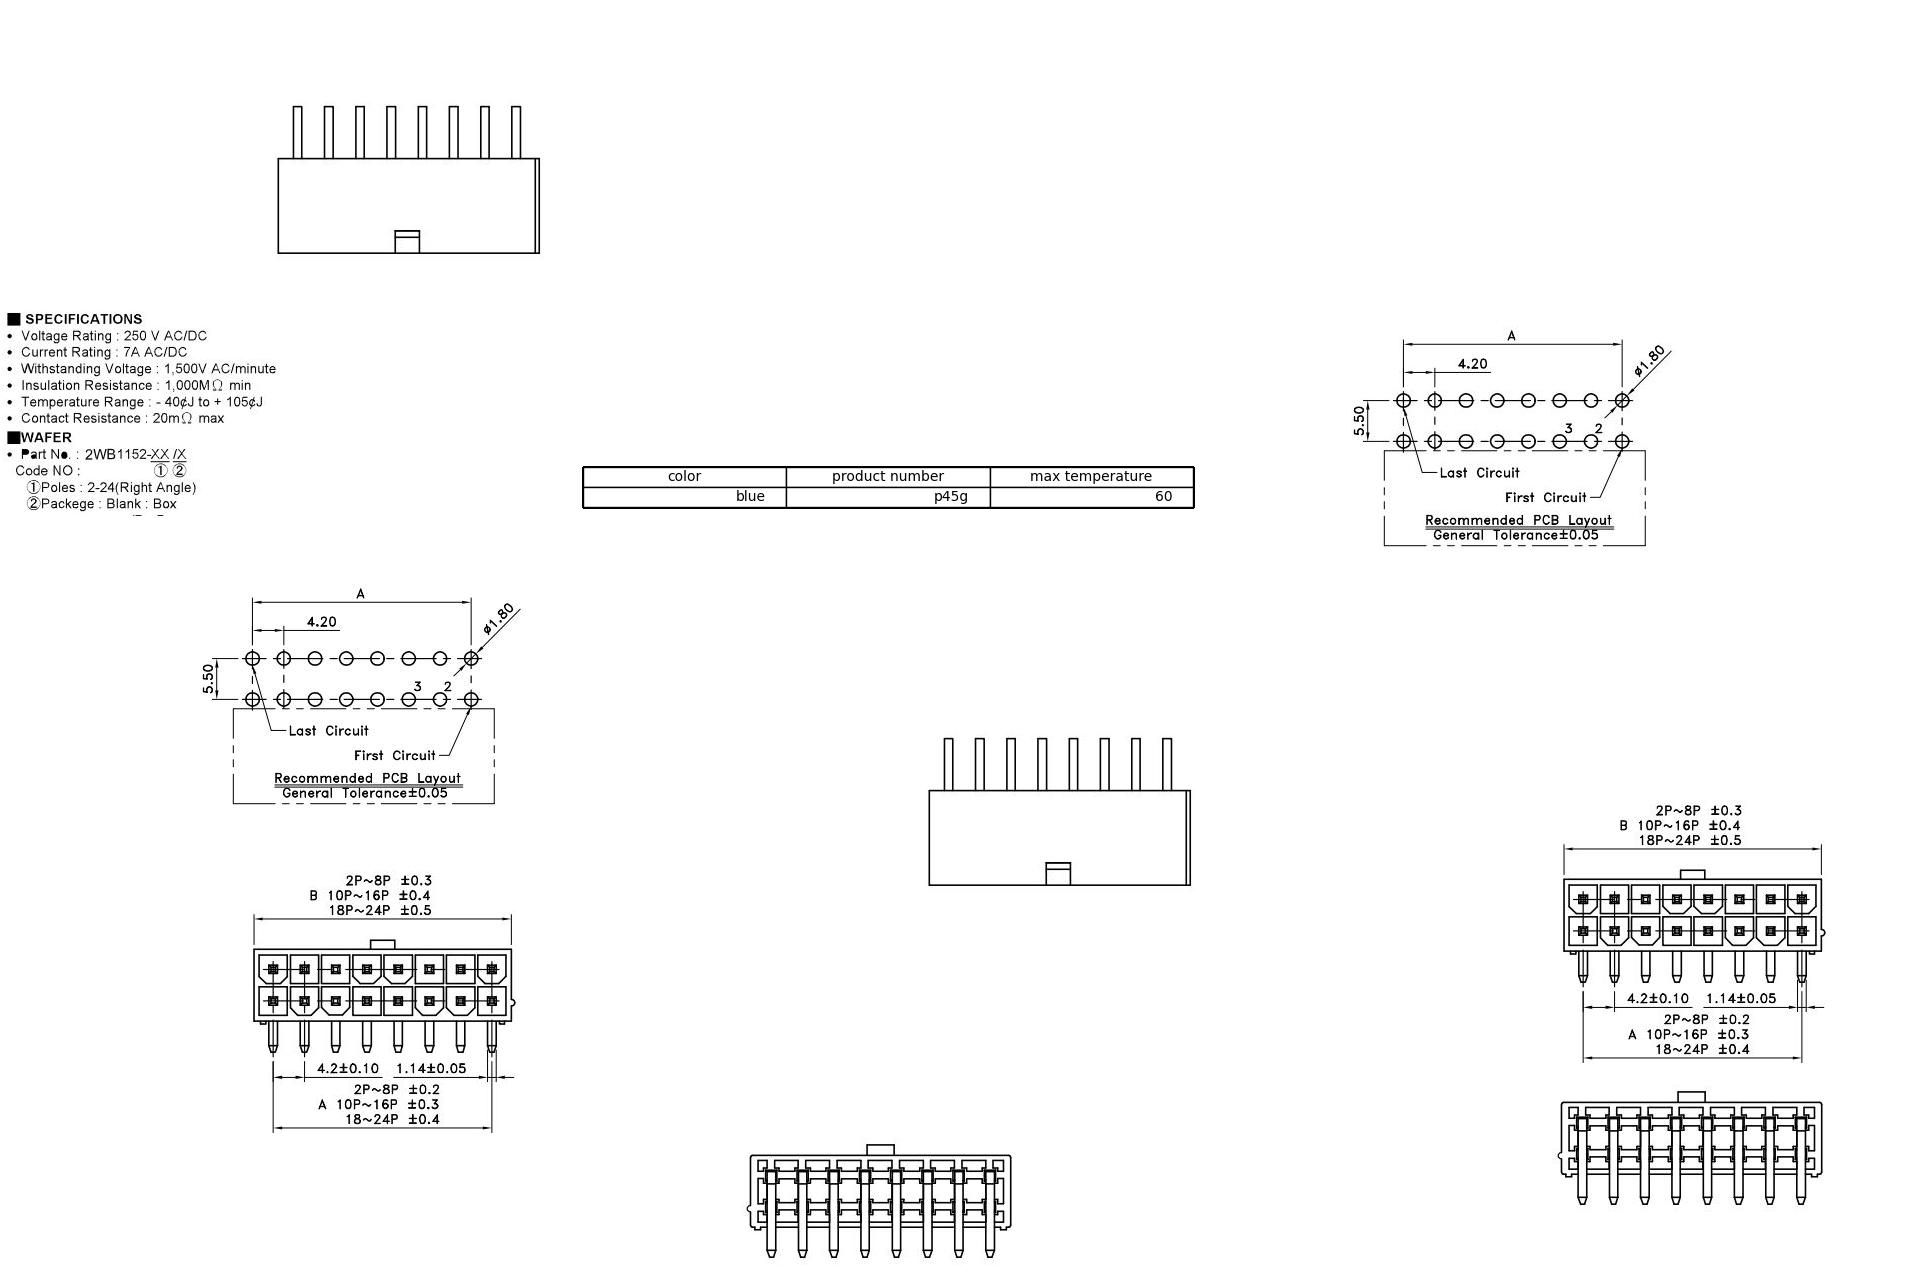 ■ SPECIFICATIONS
• Voltage Rating : 250 V AC/DC
• Current Rating : 7A AC/DC
• Withstanding Voltage : 1,500V AC/minute
• Insulation Resistance : 1,000MΩ min
• Temperature Range : - 40¢J to + 105¢J
• Contact Resistance : 20mΩ max
■WAFER
• Part No. : 2WB1152-XX /X
Code NO : ① ②
①Poles : 2-24(Right Angle)
②Packege : Blank : Box
color product number max temperature
blue p45g 60
A
4.20
ø1.80
5.50
3 2
Last Circuit
First Circuit
Recommended PCB Layout
General Tolerance±0.05
A
4.20
ø1.80
5.50
3 2
Last Circuit
First Circuit
Recommended PCB Layout
General Tolerance±0.05
2P~8P ±0.3
B 10P~16P ±0.4
18P~24P ±0.5
4.2±0.10 1.14±0.05
2P~8P ±0.2
A 10P~16P ±0.3
18~24P ±0.4
2P~8P ±0.3
B 10P~16P ±0.4
18P~24P ±0.5
4.2±0.10 1.14±0.05
2P~8P ±0.2
A 10P~16P ±0.3
18~24P ±0.4